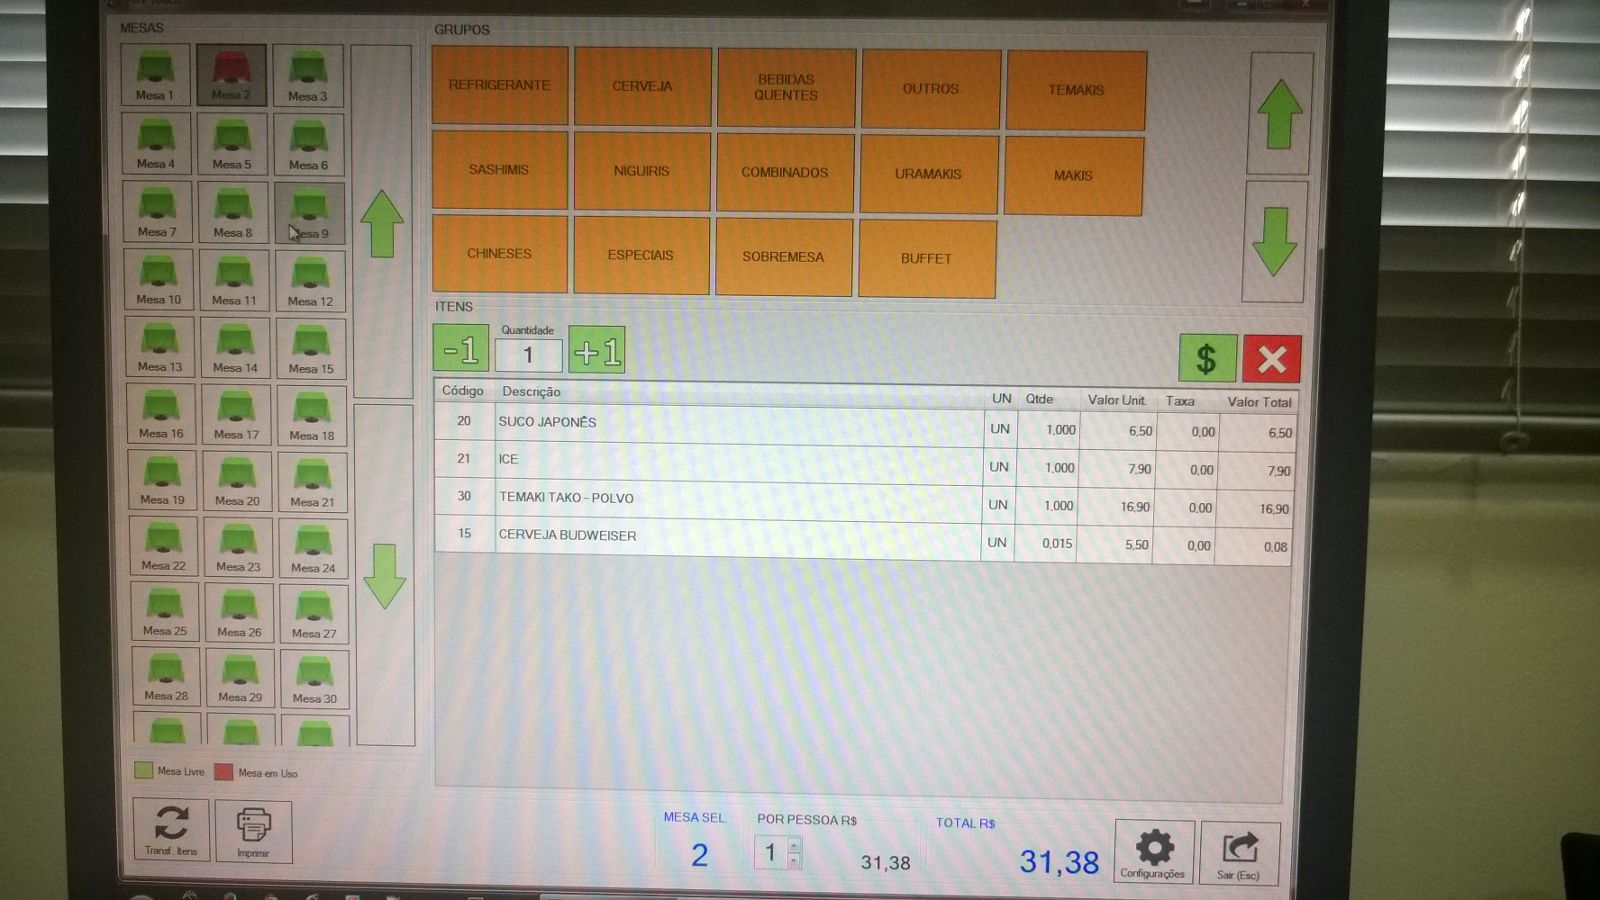 MESAS
Mesa 1
Mesa 2
Mesa 3
Mesa 4
Mesa 5
Mesa 6
Mesa 7
Mesa 8
Mesa 9
Mesa 10
Mesa 11
Mesa 12
Mesa 13
Mesa 14
Mesa 15
Mesa 16
Mesa 17
Mesa 18
Mesa 19
Mesa 20
Mesa 21
Mesa 22
Mesa 23
Mesa 24
Mesa 25
Mesa 26
Mesa 27
Mesa 28
Mesa 29
Mesa 30
Mesa Livre
Mesa em Uso
Transf. Itens
Imprimir
GRUPOS
REFRIGERANTE
CERVEJA
BEBIDAS
QUENTES
OUTROS
TEMAKIS
SASHIMIS
NIGUIRIS
COMBINADOS
URAMAKIS
MAKIS
CHINESES
ESPECIAIS
SOBREMESA
BUFFET
ITENS
-1
Quantidade
1
+1
$
Código Descrição UN Qtde Valor Unit. Taxa Valor Total
20 SUCO JAPONÊS UN 1,000 6,50 0,00 6,50
21 ICE UN 1,000 7,90 0,00 7,90
30 TEMAKI TAKO - POLVO UN 1,000 16,90 0,00 16,90
15 CERVEJA BUDWEISER UN 0,015 5,50 0,00 0,08
MESA SEL
2
POR PESSOA R$
1
31,38
TOTAL R$
31,38
Configurações
Sair (Esc)